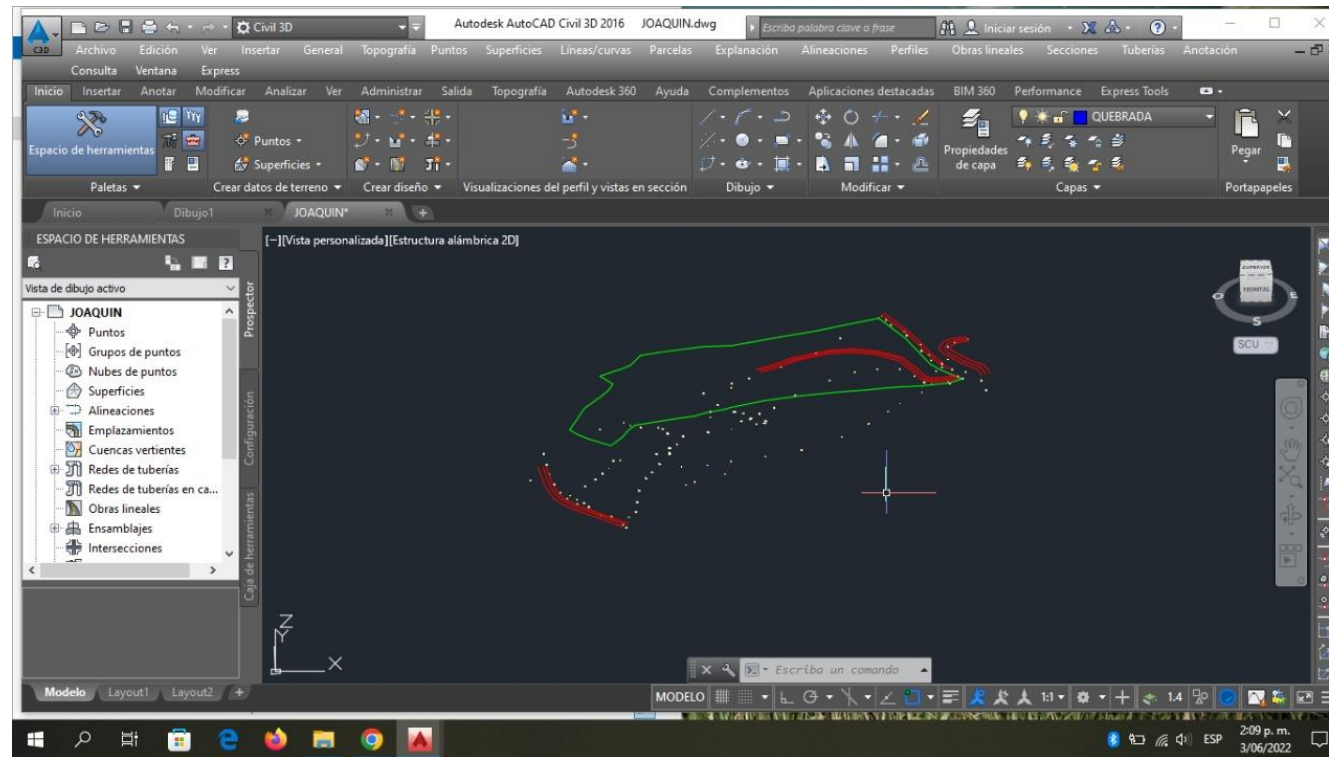 Civil 3D Autodesk AutoCAD Civil 3D 2016 JOAQUIN.dwg Escriba palabra clave o frase Iniciar sesión
C3D Archivo Edición Ver Insertar General Topografía Puntos Superficies Líneas/curvas Parcelas Explanación Alineaciones Perfiles Obras lineales Secciones Tuberías Anotación
Consulta Ventana Express
Inicio Insertar Anotar Modificar Analizar Ver Administrar Salida Topografía Autodesk 360 Ayuda Complementos Aplicaciones destacadas BIM 360 Performance Express Tools
QUEBRADA
Puntos
Espacio de herramientas
Propiedades de capa
Pegar
Superficies
Paletas Crear datos de terreno Crear diseño Visualizaciones del perfil y vistas en sección Dibujo Modificar Capas Portapapeles
Inicio Dibujo1 JOAQUIN*
ESPACIO DE HERRAMIENTAS
[−][Vista personalizada][Estructura alámbrica 2D]
SUPERIOR
FRONTAL
O E
S
SCU
Vista de dibujo activo
JOAQUIN
Puntos
Grupos de puntos
Nubes de puntos
Superficies
Alineaciones
Emplazamientos
Cuencas vertientes
Redes de tuberías
Redes de tuberías en ca...
Obras lineales
Ensamblajes
Intersecciones
Prospector
Configuración
Caja de herramientas
Z
Y
X
Escriba un comando
Modelo Layout1 Layout2 +
MODELO 1:1 1.4
ESP 2:09 p. m.
3/06/2022